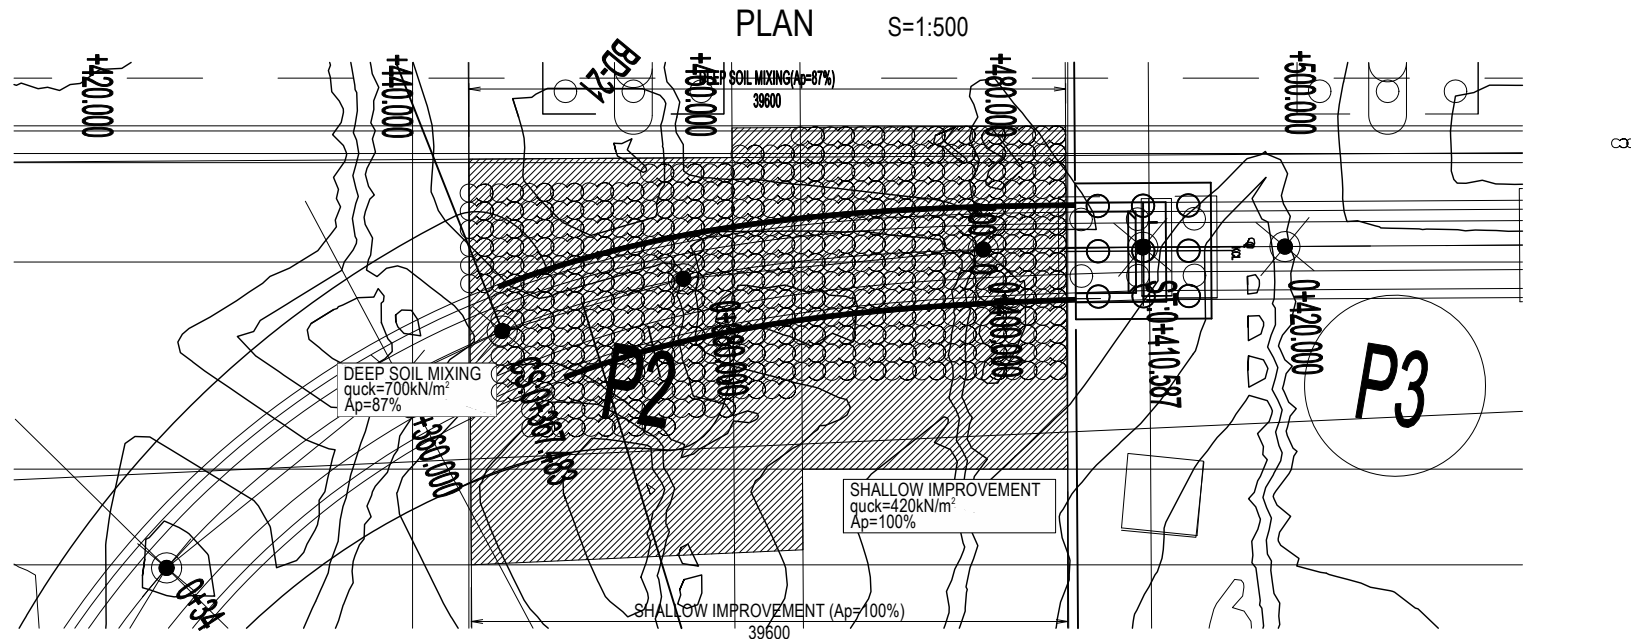 PLAN S=1:500
+420.000
+440.000
BD-21
+460.000
DEEP SOIL MIXING(Ap=87%)
39600
+480.000
+500.000
DEEP SOIL MIXING
quck=700kN/m²
Ap=87%
P2
0+380.000
0+400.000
ST:0+410.587
0+420.000
P3
+360.000
CS:0+367.483
SHALLOW IMPROVEMENT
quck=420kN/m²
Ap=100%
0+34
SHALLOW IMPROVEMENT (Ap=100%)
39600